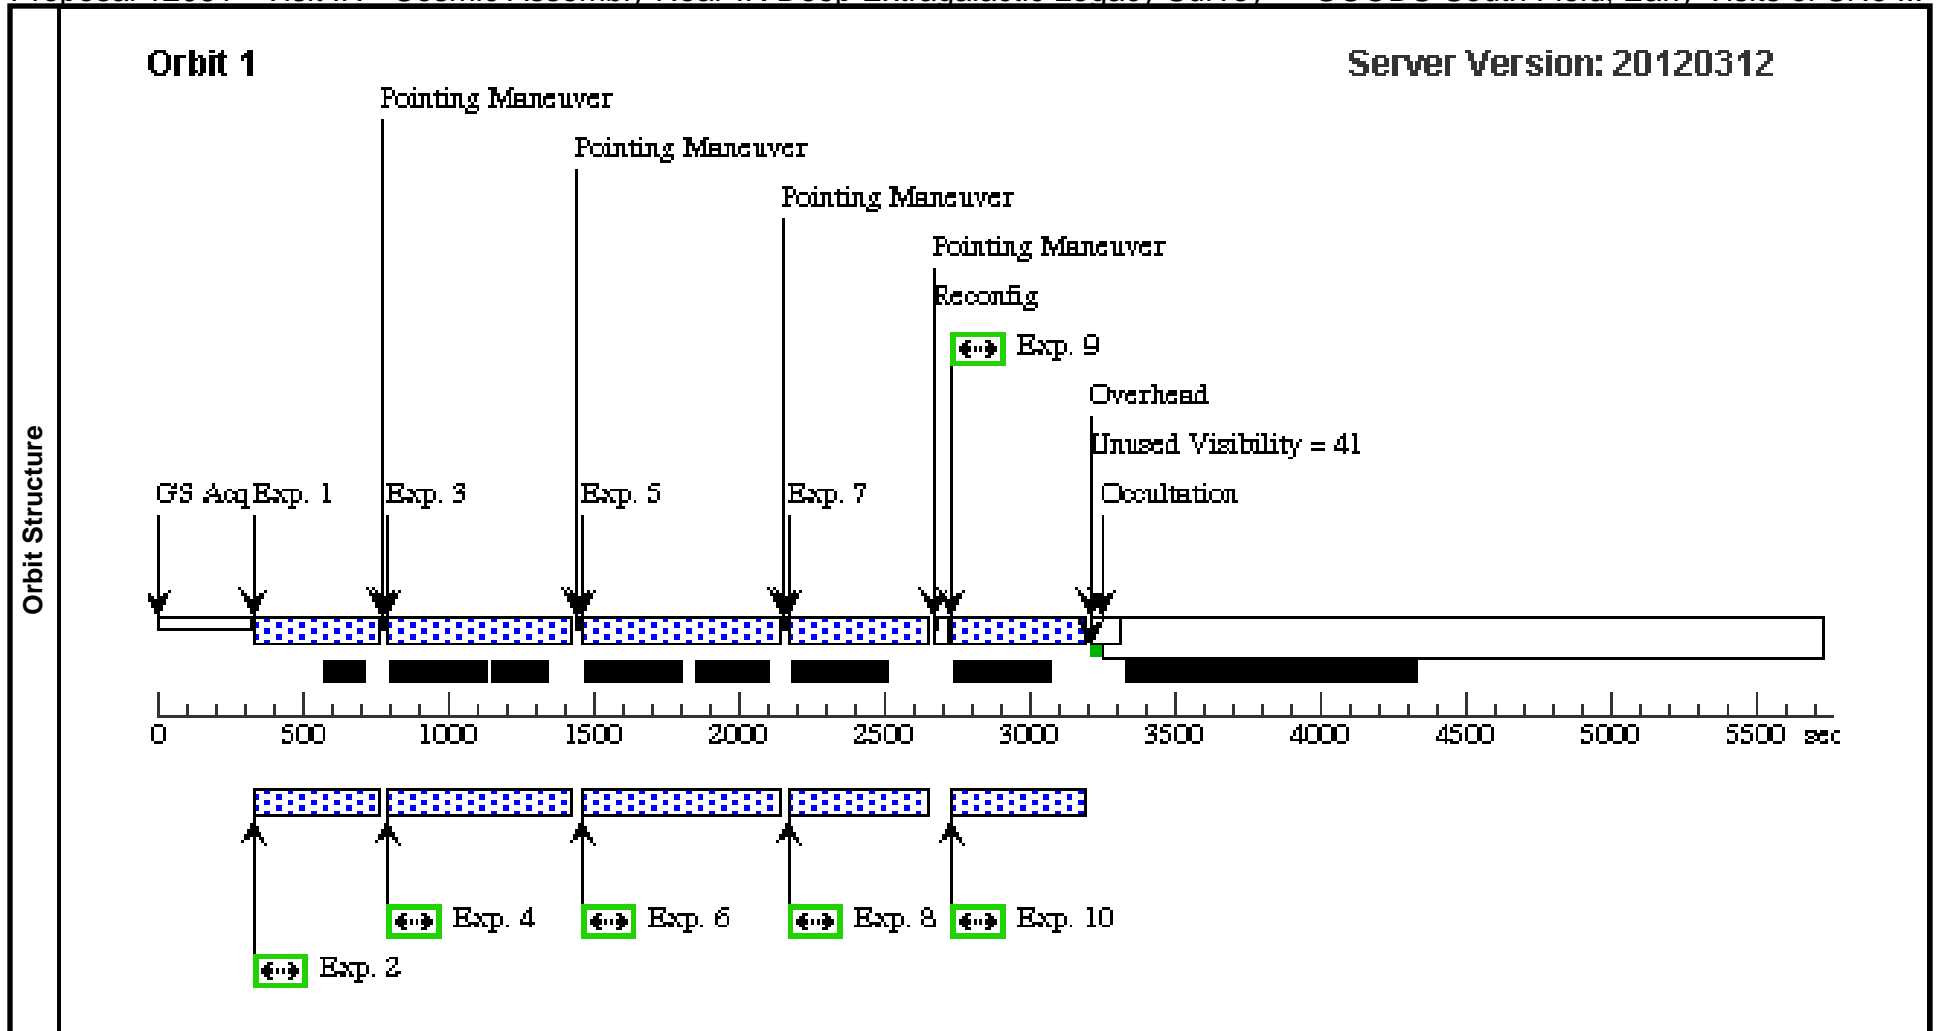 Orbit 1
Server Version: 20120312
Pointing Maneuver
Pointing Maneuver
Pointing Maneuver
Pointing Maneuver
Reconfig
Exp. 9
Overhead
Unused Visibility = 41
GS Acq Exp. 1 Exp. 3 Exp. 5 Exp. 7 Occultation
Orbit Structure
0 500 1000 1500 2000 2500 3000 3500 4000 4500 5000 5500 sec
Exp. 4 Exp. 6 Exp. 8 Exp. 10
Exp. 2